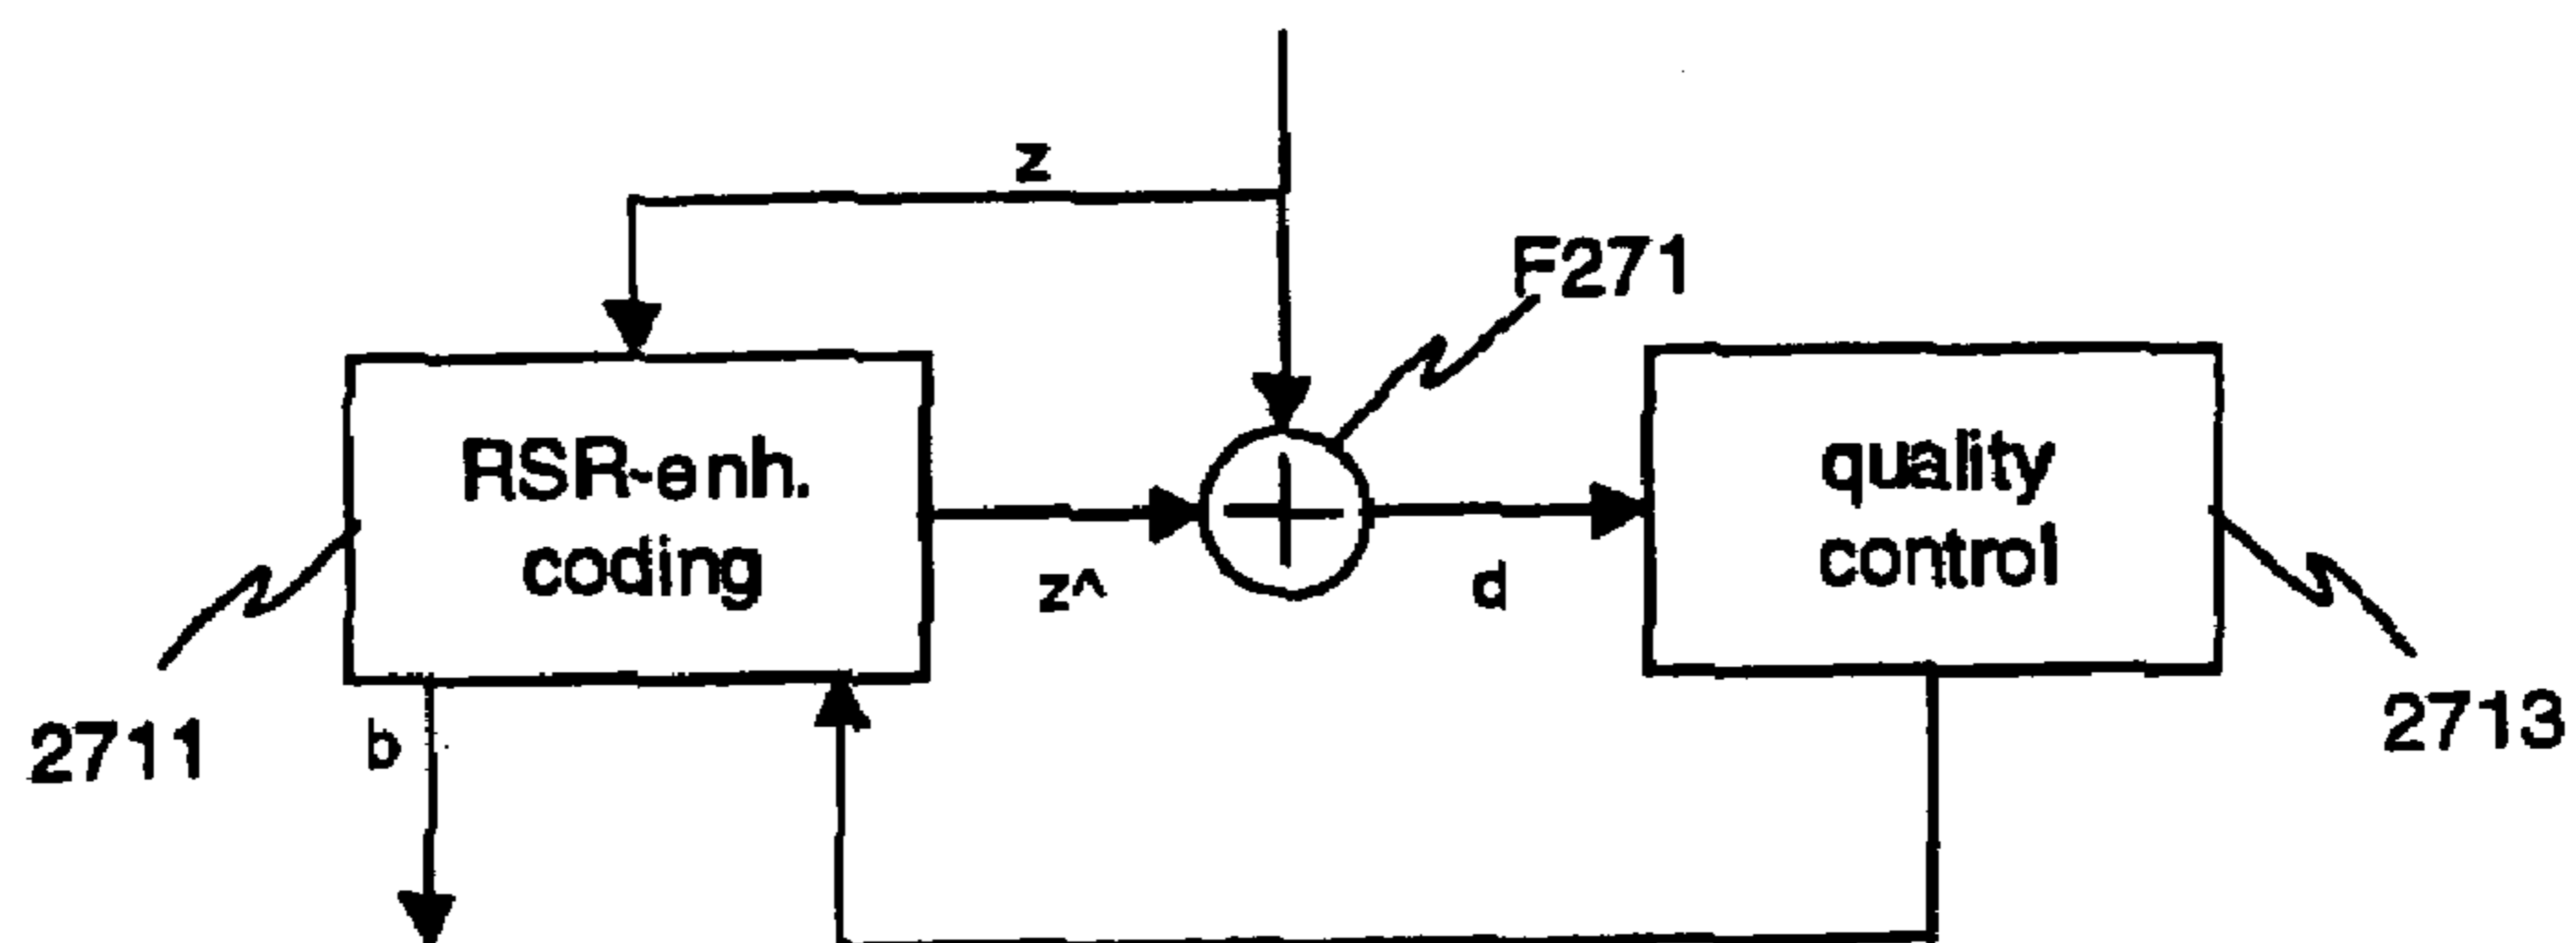 z
F271
RSR-enh.
coding
quality
control
z^
d
2711
b
2713